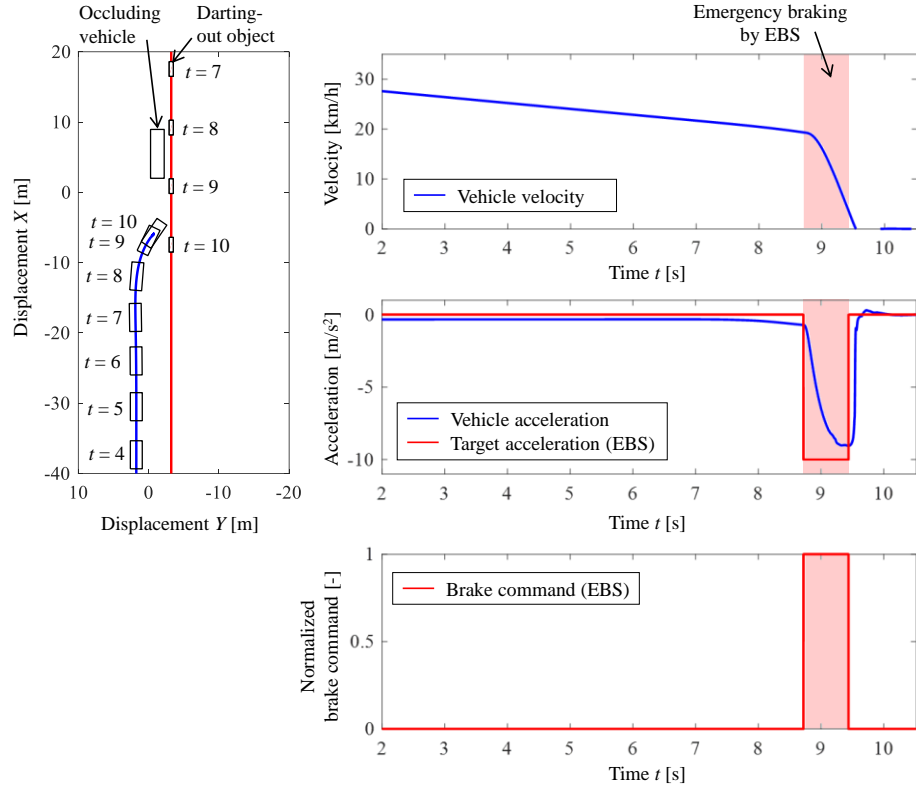 Occluding
vehicle
Darting-
out object
20
10
0
-10
-20
-30
-40
Displacement X [m]
t = 7
t = 8
t = 9
t = 10
t = 10
t = 9
t = 8
t = 7
t = 6
t = 5
t = 4
10
0
-10
-20
Displacement Y [m]
Emergency braking
by EBS
30
20
10
0
Velocity [km/h]
Vehicle velocity
2
3
4
5
6
7
8
9
10
Time t [s]
0
-5
-10
Acceleration [m/s²]
Vehicle acceleration
Target acceleration (EBS)
2
3
4
5
6
7
8
9
10
Time t [s]
1
0.5
0
Normalized
brake command [-]
Brake command (EBS)
2
3
4
5
6
7
8
9
10
Time t [s]